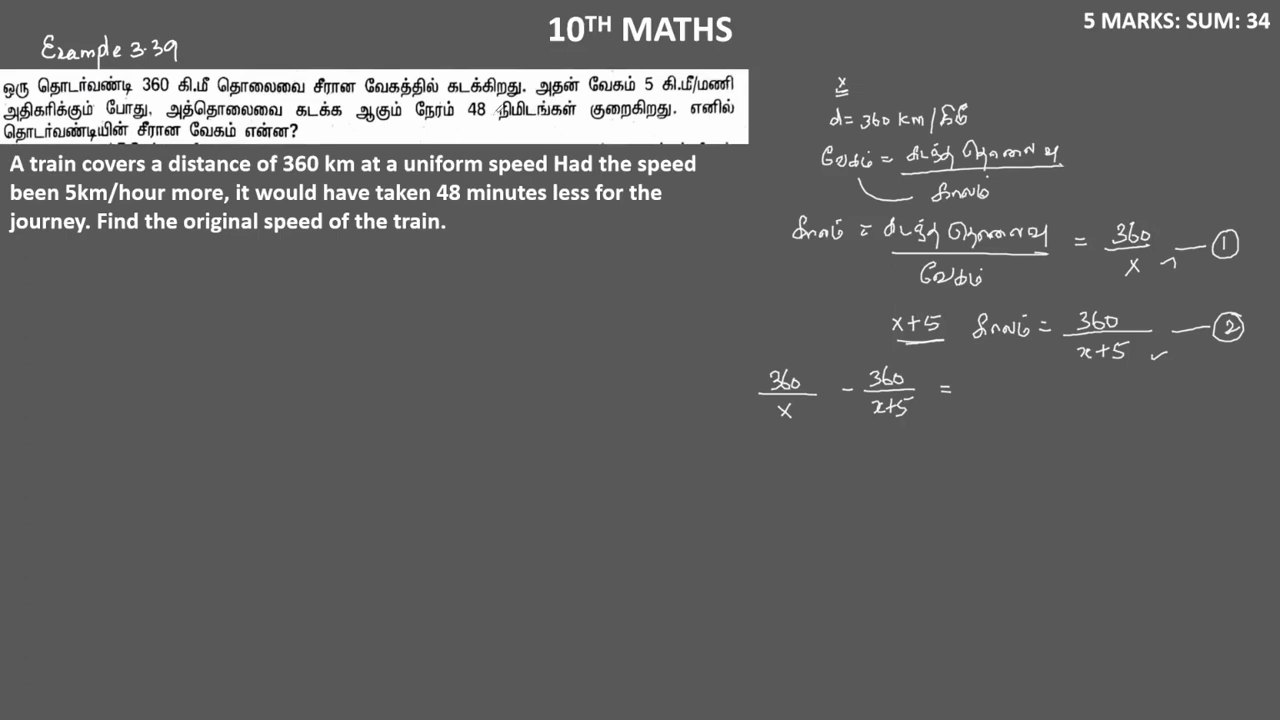 10TH MATHS
5 MARKS: SUM: 34
Example 3.39
ஒரு தொடர்வண்டி 360 கி.மீ தொலைவை சீரான வேகத்தில் கடக்கிறது. அதன் வேகம் 5 கி.மீ/மணி
அதிகரிக்கும் போது, அத்தொலைவை கடக்க ஆகும் நேரம் 48 நிமிடங்கள் குறைகிறது. எனில்
தொடர்வண்டியின் சீரான வேகம் என்ன?
A train covers a distance of 360 km at a uniform speed Had the speed
been 5km/hour more, it would have taken 48 minutes less for the
journey. Find the original speed of the train.
x
d = 360 km/
வேகம் = கடந்த தொலைவு
காலம்
காலம் = கடந்த தொலைவு / வேகம் = 360/x — ①
x+5 காலம் = 360/x+5 — ②
360/x - 360/x+5 =